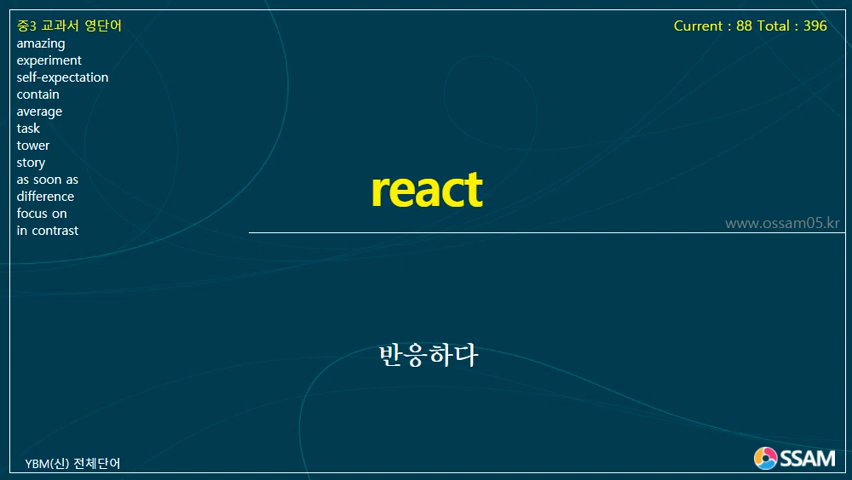 중3 교과서 영단어
Current : 88 Total : 396
amazing
experiment
self-expectation
contain
average
task
tower
story
as soon as
difference
focus on
in contrast
react
www.ossam05.kr
반응하다
YBM(신) 전체단어
OSSAM